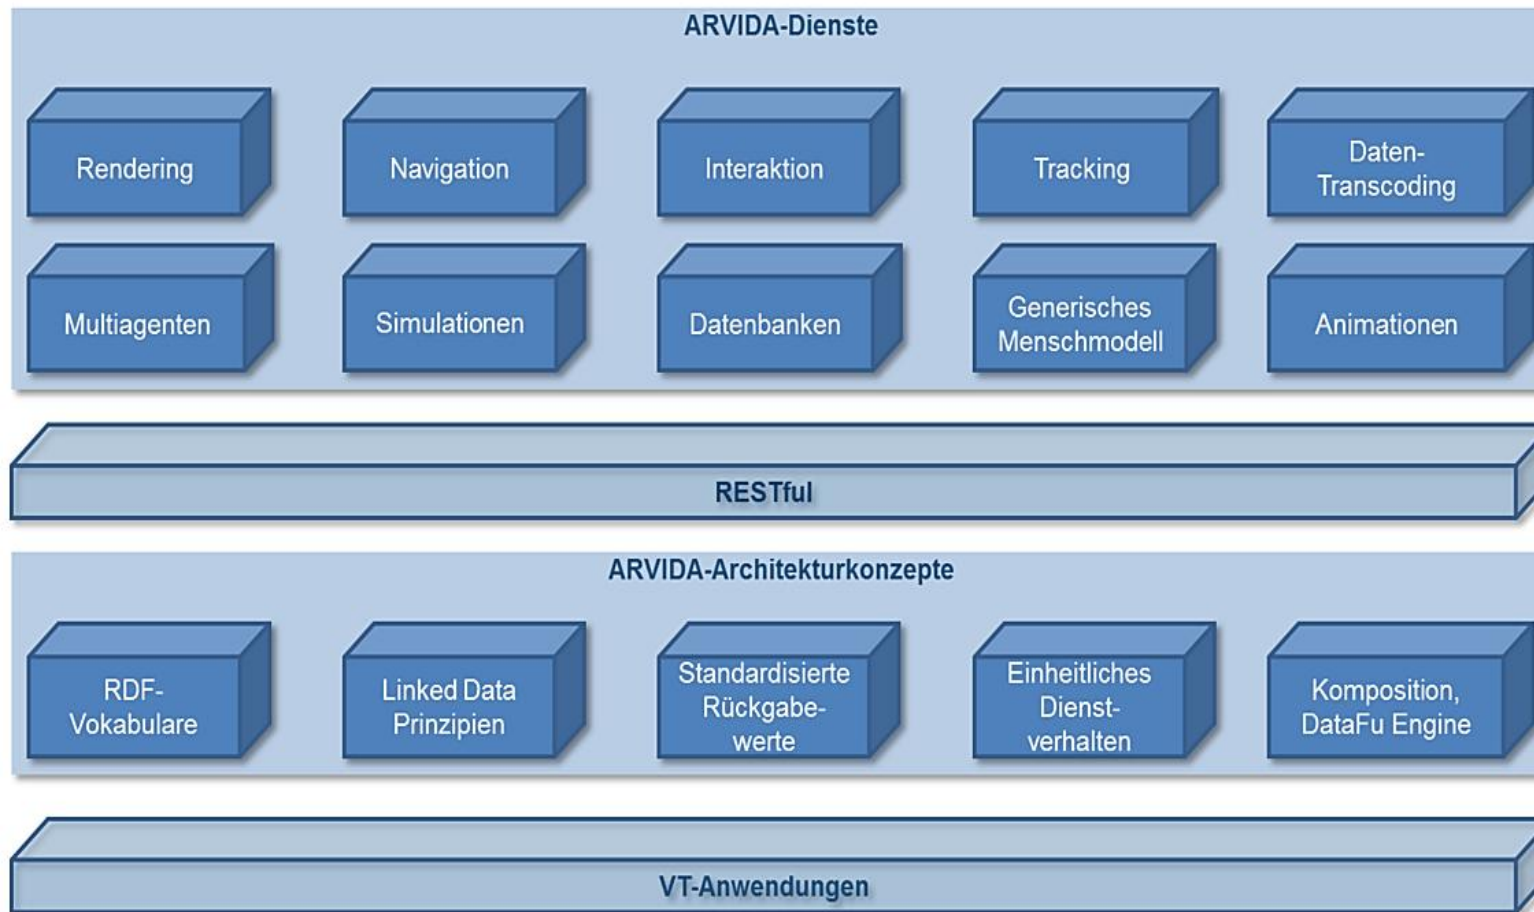 ARVIDA-Dienste
Rendering
Navigation
Interaktion
Tracking
Daten-
Transcoding
Multiagenten
Simulationen
Datenbanken
Generisches
Menschmodell
Animationen
RESTful
ARVIDA-Architekturkonzepte
RDF-
Vokabulare
Linked Data
Prinzipien
Standardisierte
Rückgabe-
werte
Einheitliches
Dienst-
verhalten
Komposition,
DataFu Engine
VT-Anwendungen